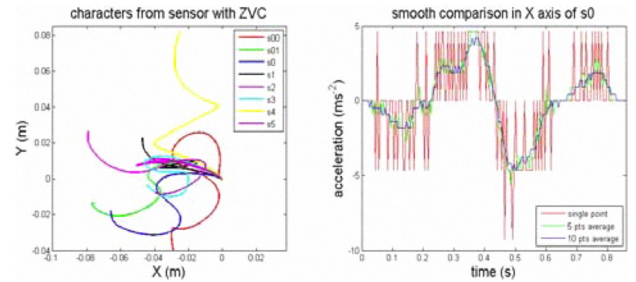 characters from sensor with ZVC
0.08
0.06
0.04
0.02
0
-0.02
-0.04
Y (m)
-0.1
-0.08
-0.06
-0.04
-0.02
0
0.02
X (m)
s00
s01
s0
s1
s2
s3
s4
s5
smooth comparison in X axis of s0
5
0
-5
-10
acceleration (ms-2)
0
0.1
0.2
0.3
0.4
0.5
0.6
0.7
0.8
time (s)
single point
5 pts average
10 pts average